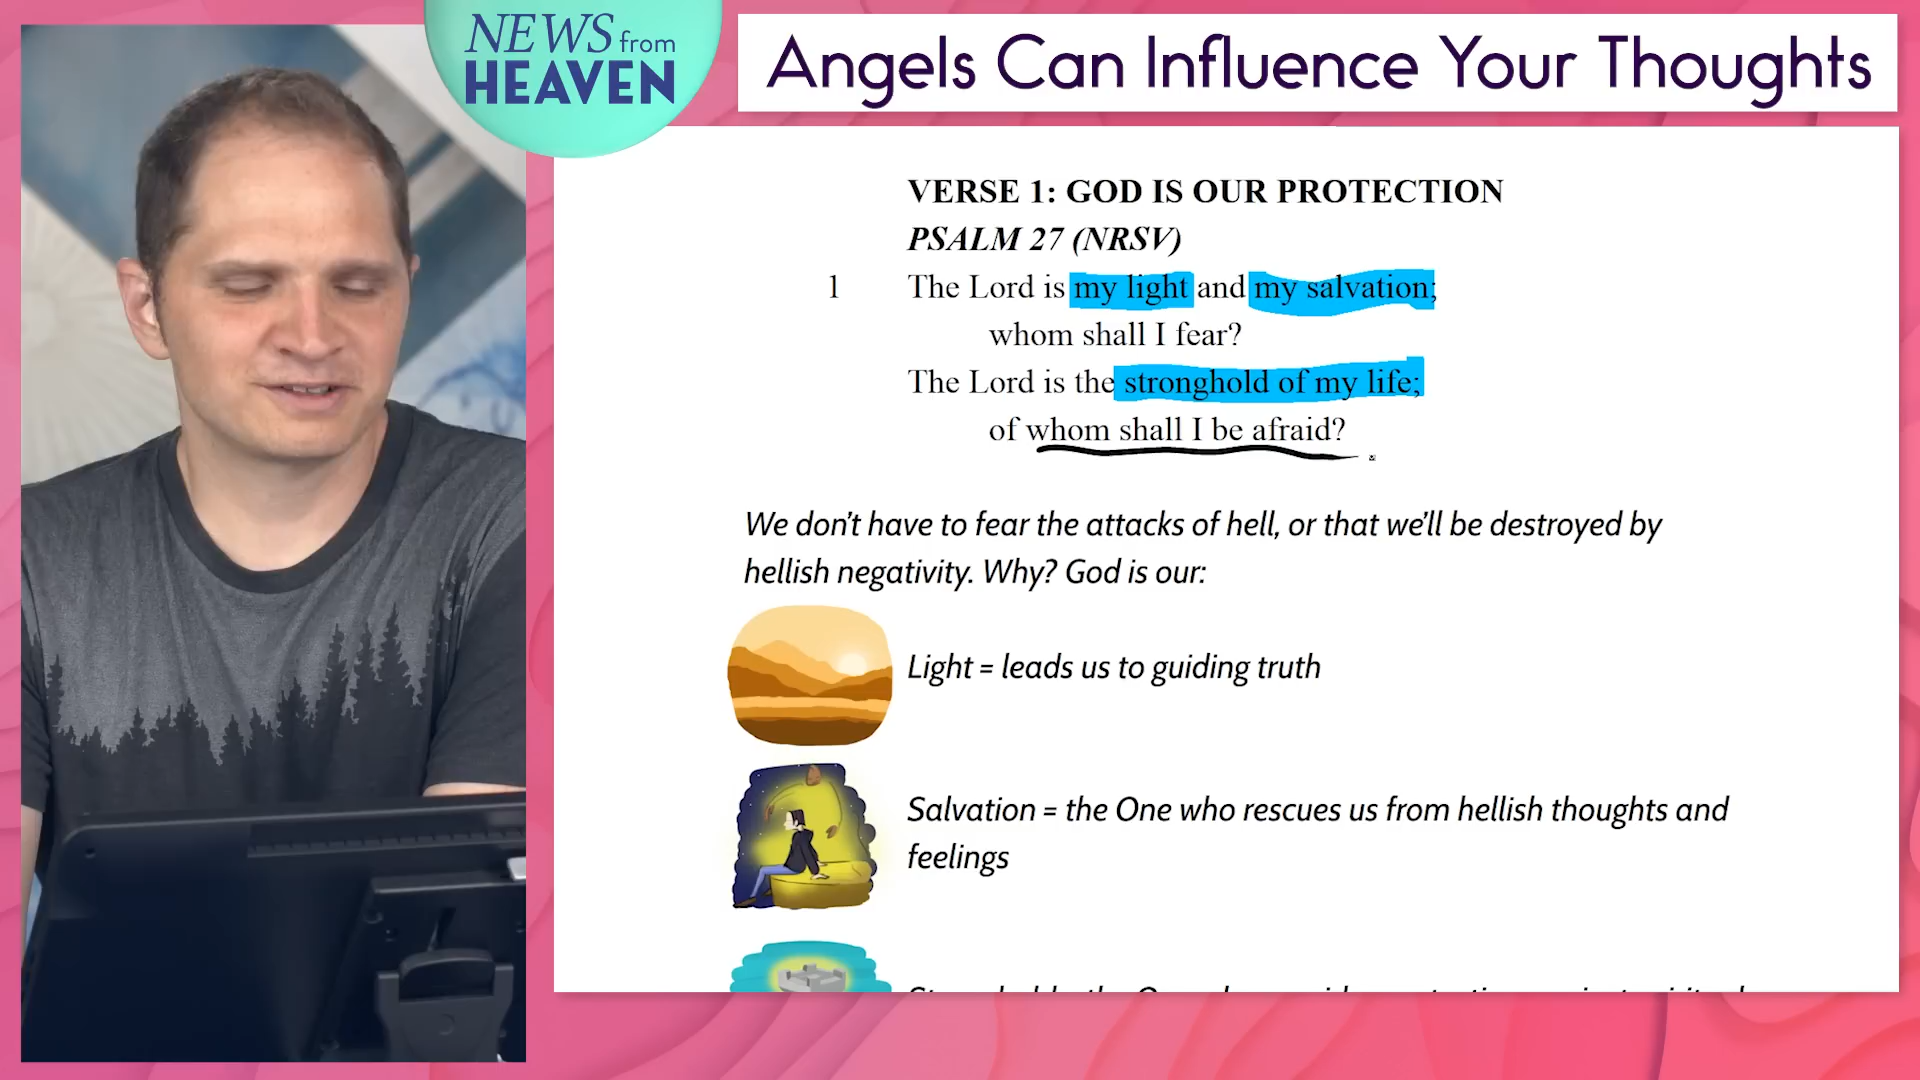 NEWS from
HEAVEN
Angels Can Influence Your Thoughts
VERSE 1: GOD IS OUR PROTECTION
PSALM 27 (NRSV)
1 The Lord is my light and my salvation;
whom shall I fear?
The Lord is the stronghold of my life;
of whom shall I be afraid?
We don't have to fear the attacks of hell, or that we'll be destroyed by
hellish negativity. Why? God is our:
Light = leads us to guiding truth
Salvation = the One who rescues us from hellish thoughts and
feelings